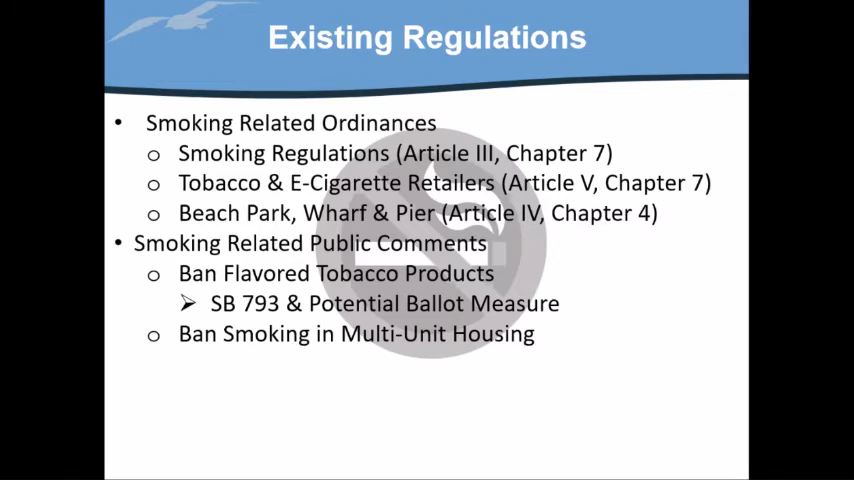 Existing Regulations
• Smoking Related Ordinances
o Smoking Regulations (Article III, Chapter 7)
o Tobacco & E-Cigarette Retailers (Article V, Chapter 7)
o Beach Park, Wharf & Pier (Article IV, Chapter 4)
• Smoking Related Public Comments
o Ban Flavored Tobacco Products
➢ SB 793 & Potential Ballot Measure
o Ban Smoking in Multi-Unit Housing